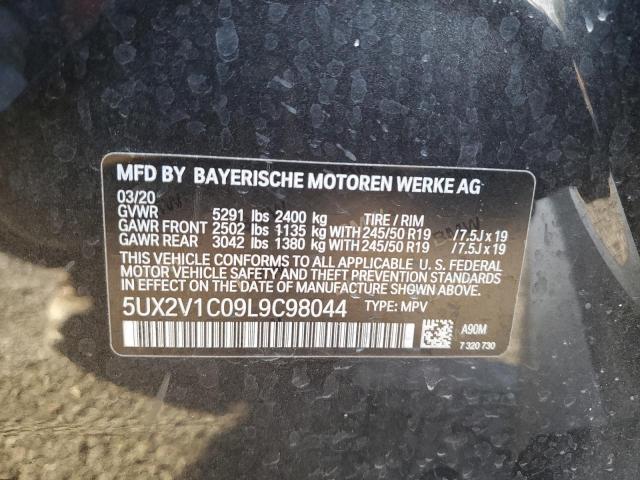 MFD BY BAYERISCHE MOTOREN WERKE AG
03/20
GVWR 5291 lbs 2400 kg TIRE / RIM
GAWR FRONT 2502 lbs 1135 kg WITH 245/50 R19 /7.5J x 19
GAWR REAR 3042 lbs 1380 kg WITH 245/50 R19 /7.5J x 19
THIS VEHICLE CONFORMS TO ALL APPLICABLE U. S. FEDERAL
MOTOR VEHICLE SAFETY, BUMPER, AND THEFT PREVENTION STANDARDS
IN EFFECT ON THE DATE OF MANUFACTURE SHOWN ABOVE.
5UX2V1C09L9C98044 TYPE: MPV
A90M
7 320 730